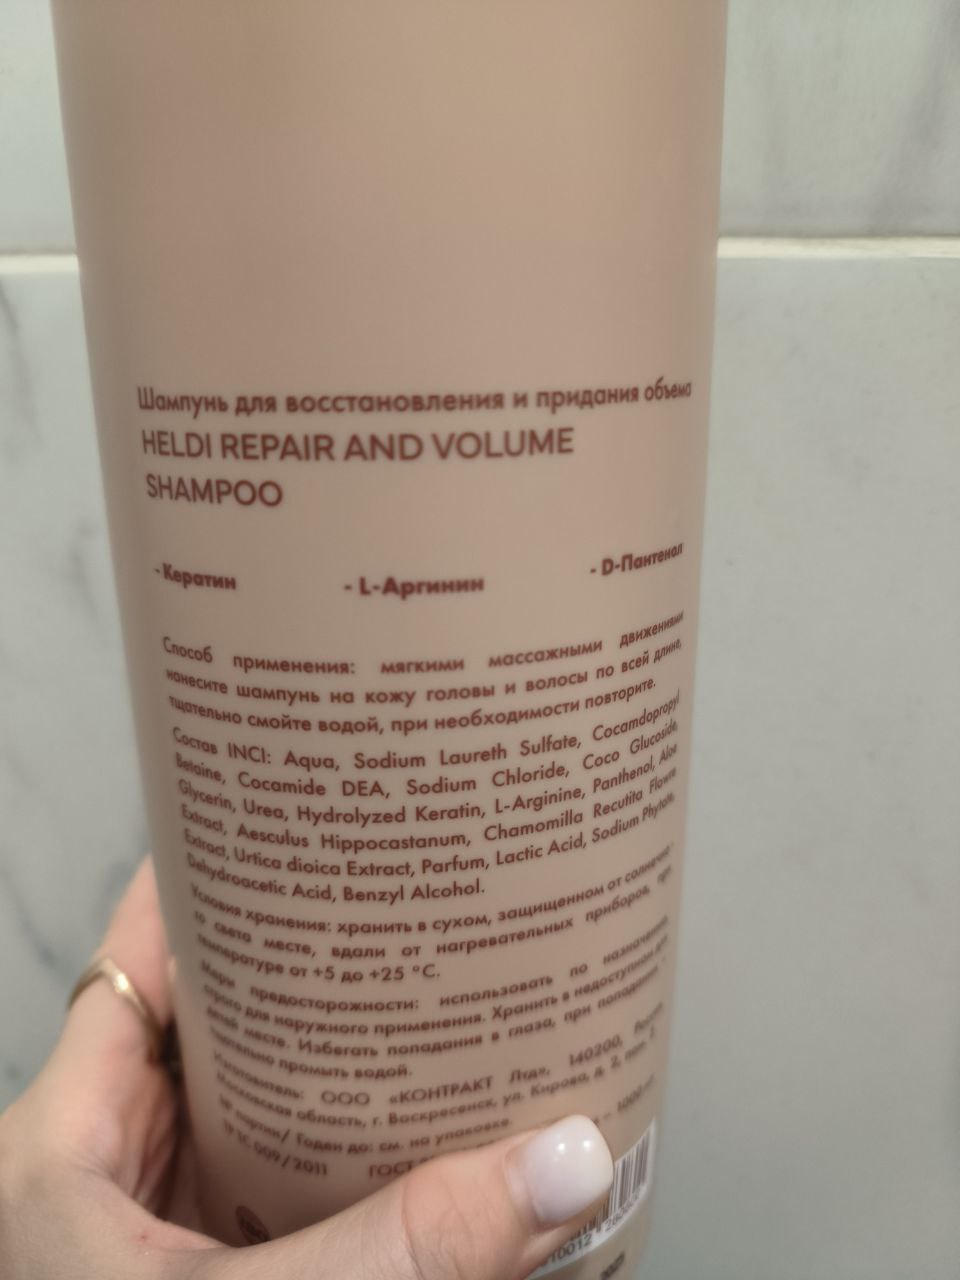 Шампунь для восстановления и придания объема
HELDI REPAIR AND VOLUME
SHAMPOO
- Кератин - L-Аргинин - D-Пантенол
Способ применения: мягкими массажными движениями
нанесите шампунь на кожу головы и волосы по всей длине,
тщательно смойте водой, при необходимости повторите.
Состав INCI: Aqua, Sodium Laureth Sulfate, Cocamdopropyl
Betaine, Cocamide DEA, Sodium Chloride, Coco Glucoside,
Glycerin, Urea, Hydrolyzed Keratin, L-Arginine, Panthenol, Aloe
Extract, Aesculus Hippocastanum, Chamomilla Recutita Flowre
Extract, Urtica dioica Extract, Parfum, Lactic Acid, Sodium Phytate,
Dehydroacetic Acid, Benzyl Alcohol.
Условия хранения: хранить в сухом, защищенном от солнечно-
го света месте, вдали от нагревательных приборов, при
температуре от +5 до +25 °C.
Меры предосторожности: использовать по назначению,
строго для наружного применения. Хранить в недоступном для
детей месте. Избегать попадания в глаза, при попадании -
тщательно промыть водой.
Изготовитель: ООО «КОНТРАКТ Лтд», 140200, Россия,
Московская область, г. Воскресенск, ул. Кирова, д. 2, пом. 2.
№ партии/ Годен до: см. на упаковке.
ТР ТС 009/2011 ГОСТ